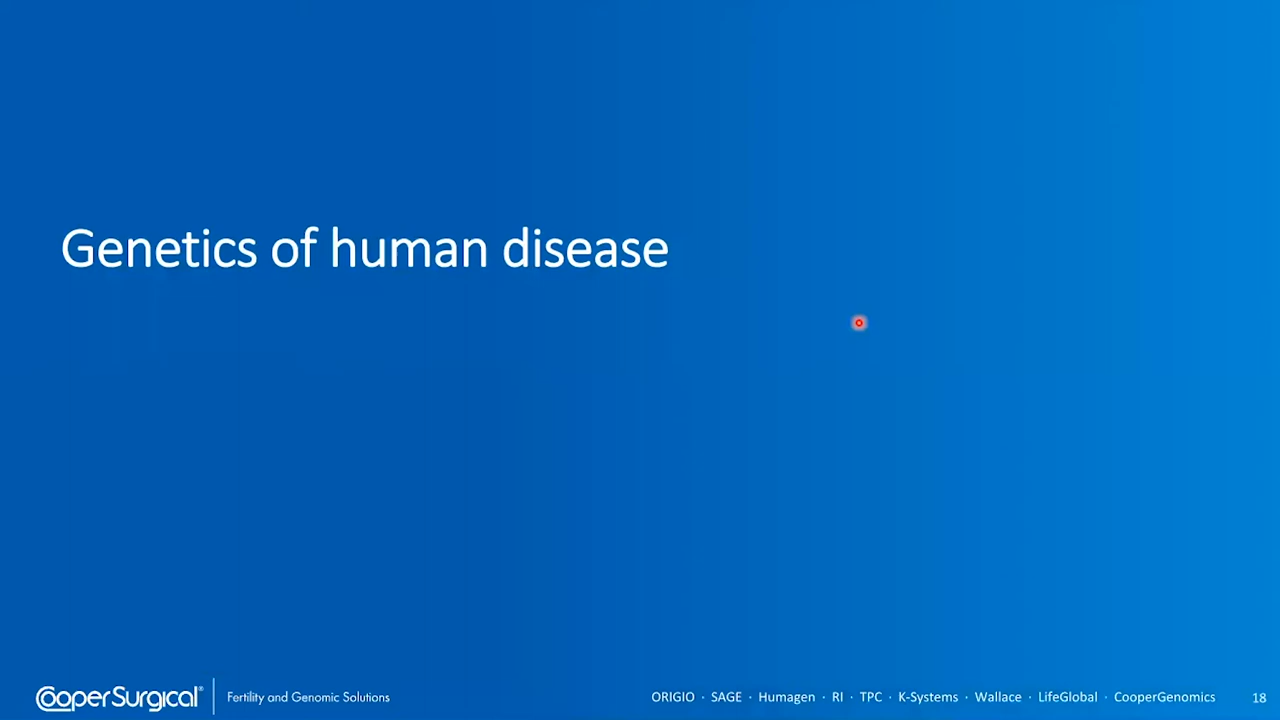 Genetics of human disease
CooperSurgical® Fertility and Genomic Solutions
ORIGIO · SAGE · Humagen · RI · TPC · K-Systems · Wallace · LifeGlobal · CooperGenomics 18